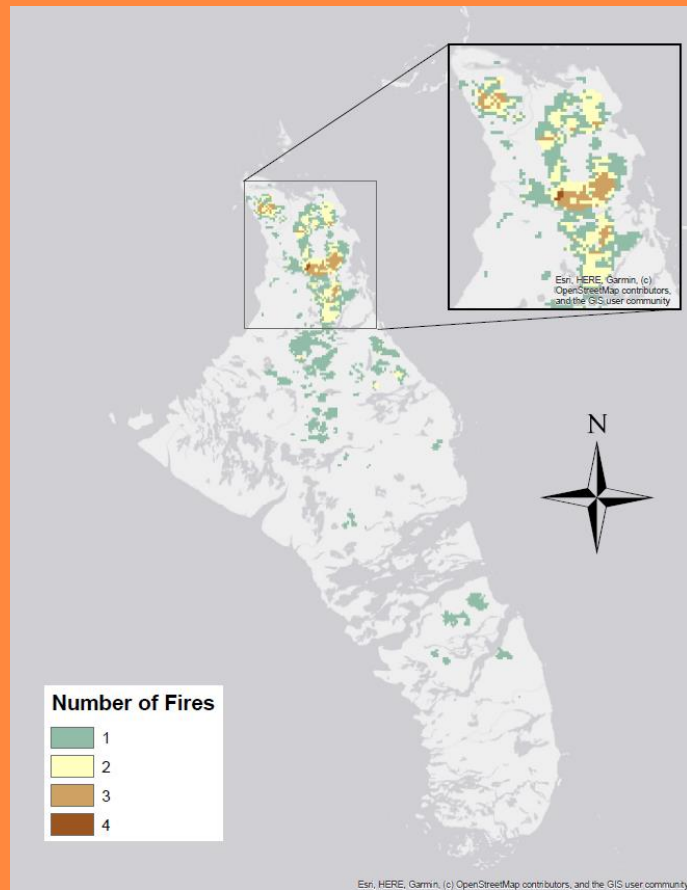 Esri, HERE, Garmin, (c)
OpenStreetMap contributors,
and the GIS user community
N
Number of Fires
1
2
3
4
Esri, HERE, Garmin, (c) OpenStreetMap contributors, and the GIS user community